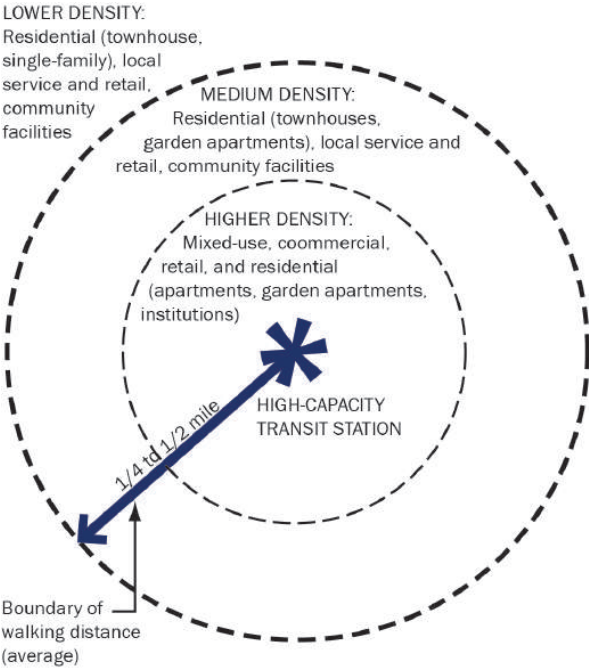 LOWER DENSITY:
Residential (townhouse,
single-family), local
service and retail,
community
facilities
MEDIUM DENSITY:
Residential (townhouses,
garden apartments), local service and
retail, community facilities
HIGHER DENSITY:
Mixed-use, coommercial,
retail, and residential
(apartments, garden apartments,
institutions)
HIGH-CAPACITY
TRANSIT STATION
1/4 to 1/2 mile
Boundary of
walking distance
(average)